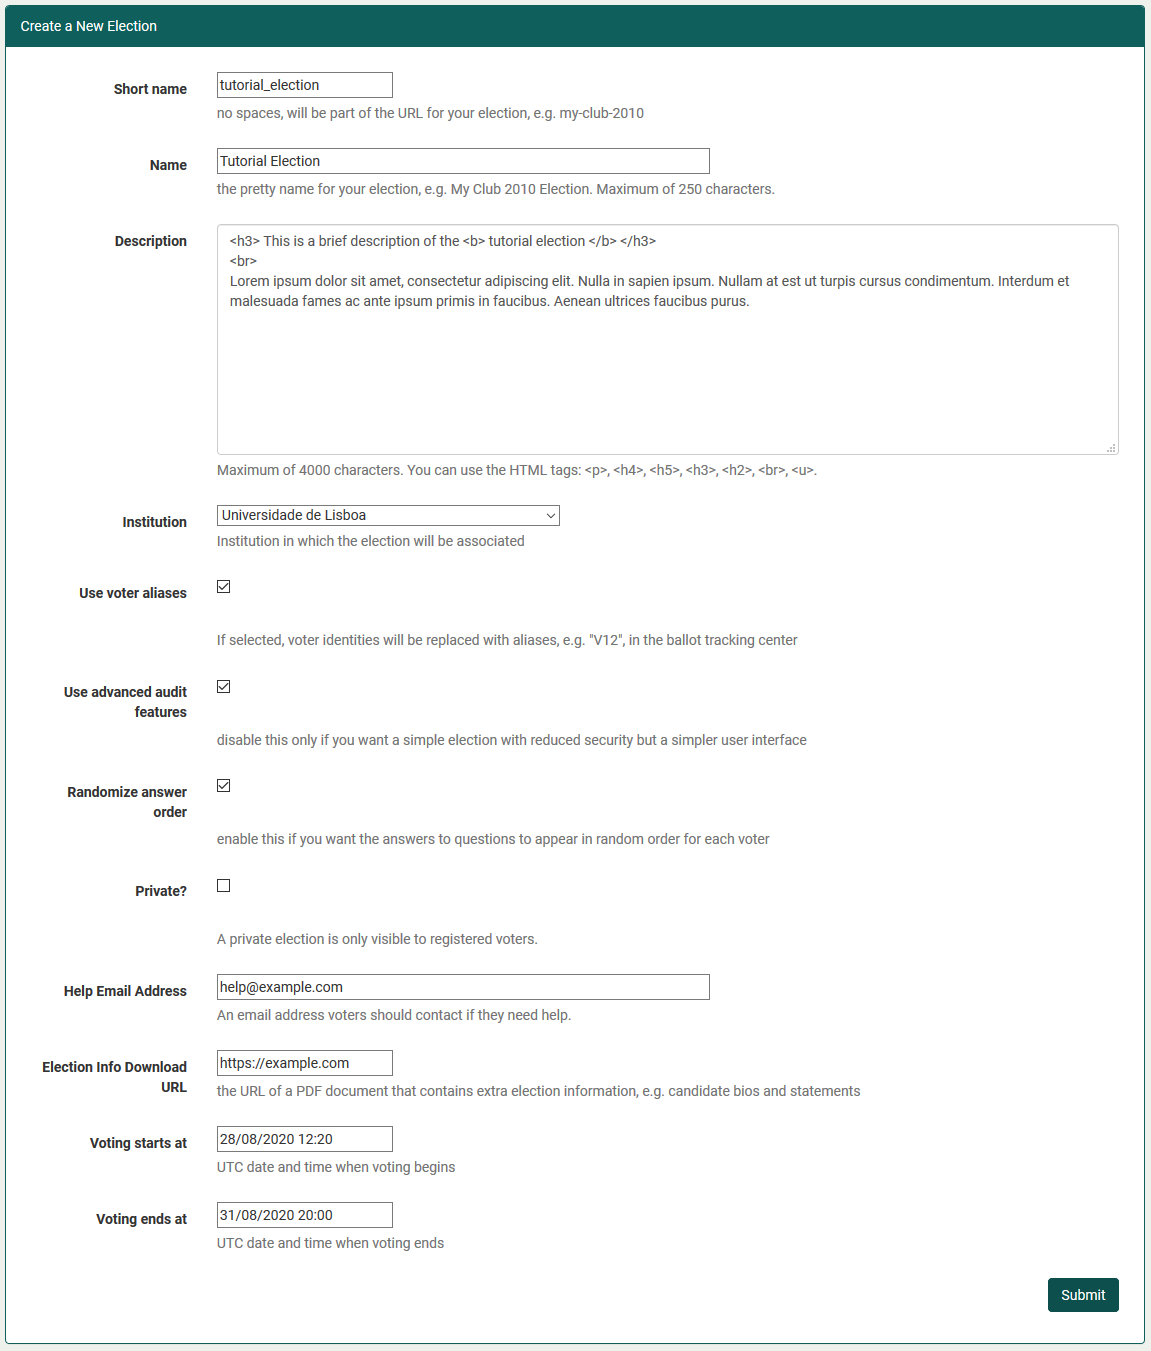 Create a New Election
Short name
tutorial_election
no spaces, will be part of the URL for your election, e.g. my-club-2010
Name
Tutorial Election
the pretty name for your election, e.g. My Club 2010 Election. Maximum of 250 characters.
Description
<h3> This is a brief description of the <b> tutorial election </b> </h3>
<br>
Lorem ipsum dolor sit amet, consectetur adipiscing elit. Nulla in sapien ipsum. Nullam at est ut turpis cursus condimentum. Interdum et
malesuada fames ac ante ipsum primis in faucibus. Aenean ultrices faucibus purus.
Maximum of 4000 characters. You can use the HTML tags: <p>, <h4>, <h5>, <h3>, <h2>, <br>, <u>.
Institution
Universidade de Lisboa
Institution in which the election will be associated
Use voter aliases
If selected, voter identities will be replaced with aliases, e.g. "V12", in the ballot tracking center
Use advanced audit
features
disable this only if you want a simple election with reduced security but a simpler user interface
Randomize answer
order
enable this if you want the answers to questions to appear in random order for each voter
Private?
A private election is only visible to registered voters.
Help Email Address
help@example.com
An email address voters should contact if they need help.
Election Info Download
URL
https://example.com
the URL of a PDF document that contains extra election information, e.g. candidate bios and statements
Voting starts at
28/08/2020 12:20
UTC date and time when voting begins
Voting ends at
31/08/2020 20:00
UTC date and time when voting ends
Submit